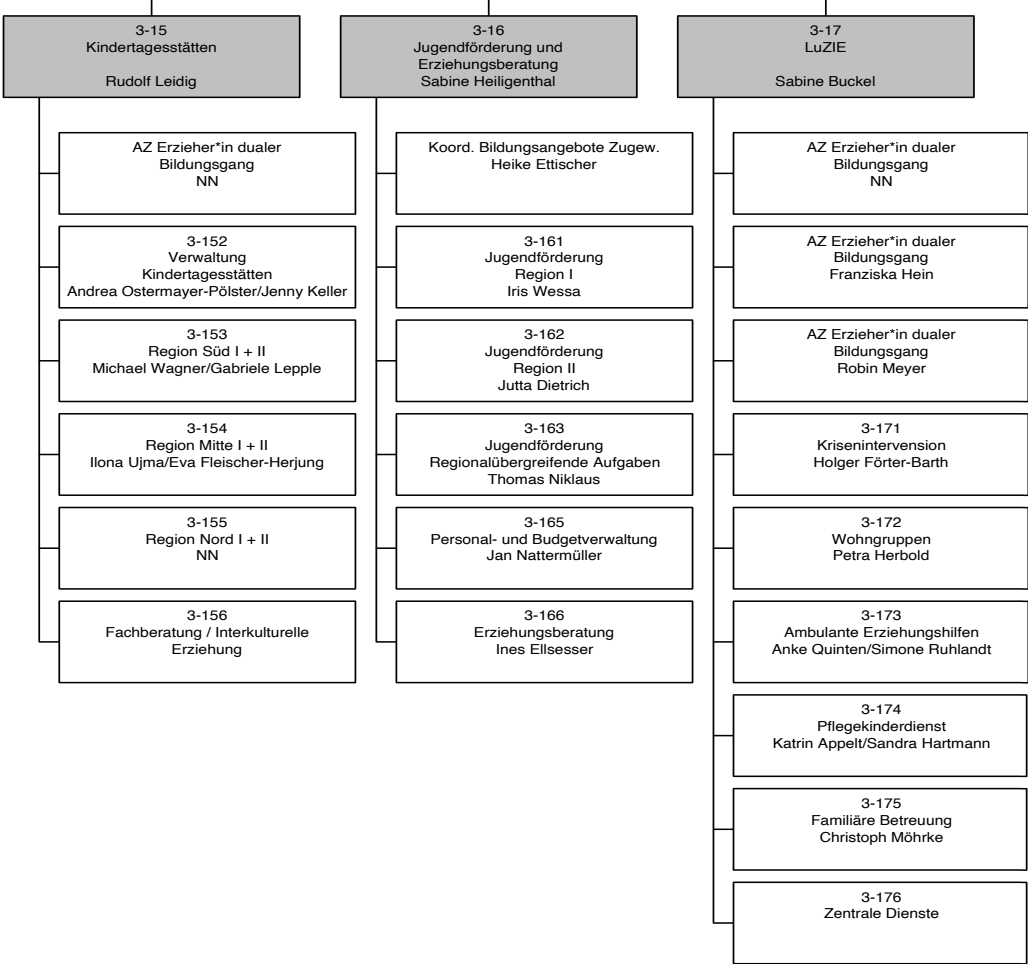 3-15
Kindertagesstätten
Rudolf Leidig
AZ Erzieher*in dualer
Bildungsgang
NN
3-152
Verwaltung
Kindertagesstätten
Andrea Ostermayer-Pölster/Jenny Keller
3-153
Region Süd I + II
Michael Wagner/Gabriele Lepple
3-154
Region Mitte I + II
Ilona Ujma/Eva Fleischer-Herjung
3-155
Region Nord I + II
NN
3-156
Fachberatung / Interkulturelle
Erziehung
3-16
Jugendförderung und
Erziehungsberatung
Sabine Heiligenthal
Koord. Bildungsangebote Zugew.
Heike Ettischer
3-161
Jugendförderung
Region I
Iris Wessa
3-162
Jugendförderung
Region II
Jutta Dietrich
3-163
Jugendförderung
Regionalübergreifende Aufgaben
Thomas Niklaus
3-165
Personal- und Budgetverwaltung
Jan Nattermüller
3-166
Erziehungsberatung
Ines Ellsesser
3-17
LuZIE
Sabine Buckel
AZ Erzieher*in dualer
Bildungsgang
NN
AZ Erzieher*in dualer
Bildungsgang
Franziska Hein
AZ Erzieher*in dualer
Bildungsgang
Robin Meyer
3-171
Krisenintervension
Holger Förter-Barth
3-172
Wohngruppen
Petra Herbold
3-173
Ambulante Erziehungshilfen
Anke Quinten/Simone Ruhlandt
3-174
Pflegekinderdienst
Katrin Appelt/Sandra Hartmann
3-175
Familiäre Betreuung
Christoph Möhrke
3-176
Zentrale Dienste